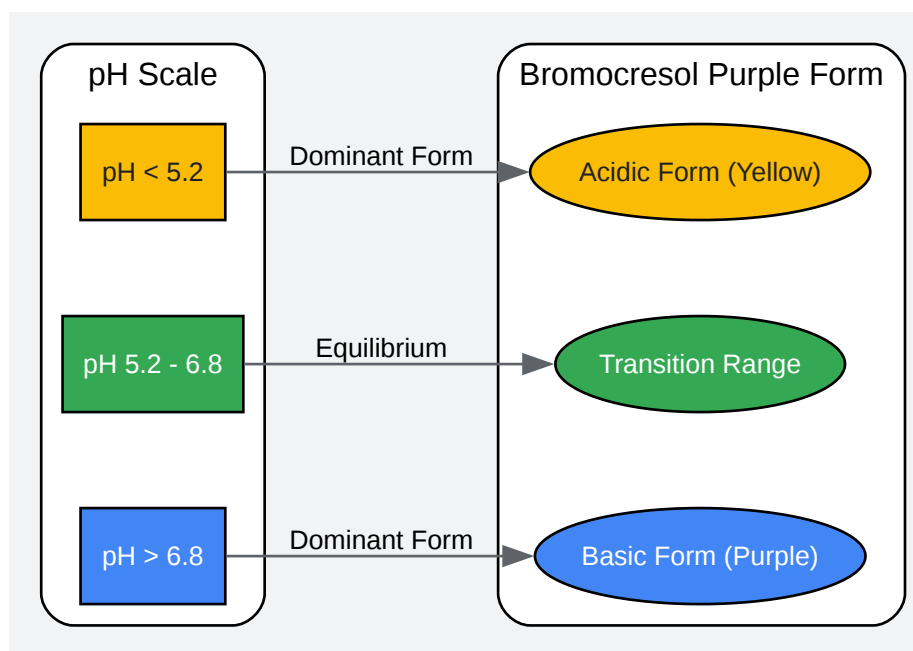 pH Scale
Bromocresol Purple Form
pH < 5.2
Dominant Form
Acidic Form (Yellow)
pH 5.2 - 6.8
Equilibrium
Transition Range
pH > 6.8
Dominant Form
Basic Form (Purple)